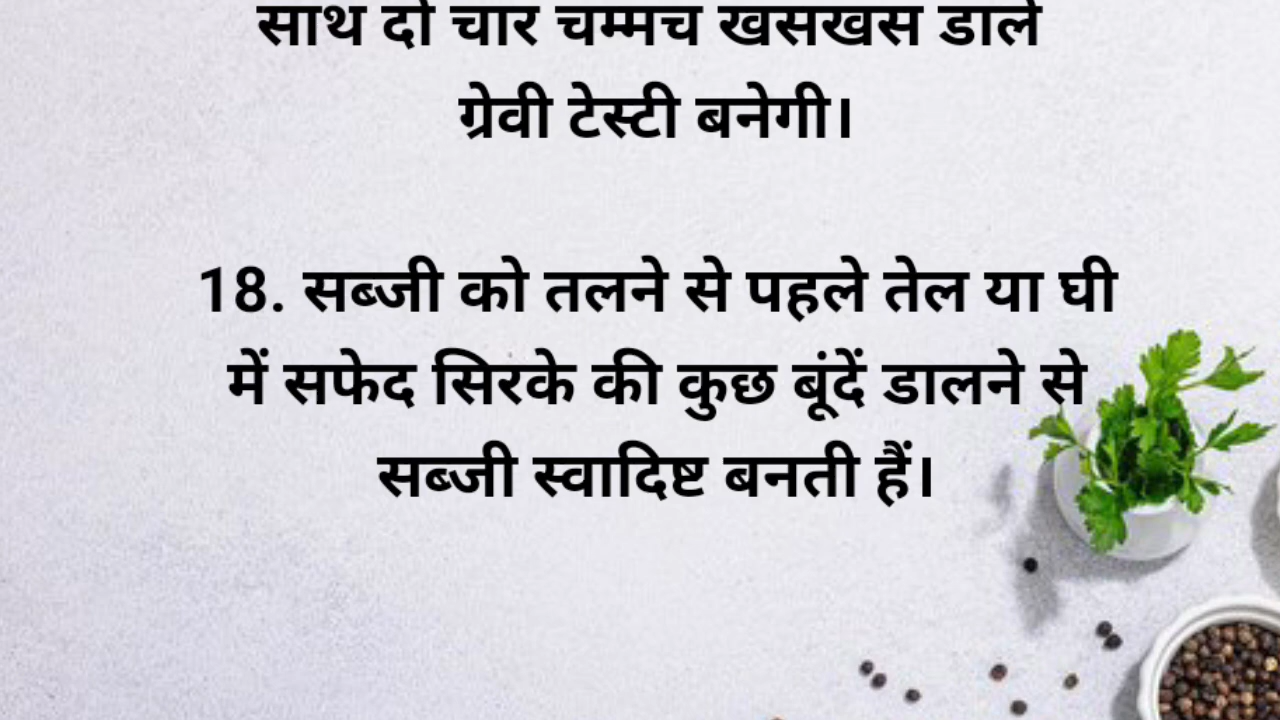 साथ दो चार चम्मच खसखस डाले
ग्रेवी टेस्टी बनेगी।
18. सब्जी को तलने से पहले तेल या घी
में सफेद सिरके की कुछ बूंदें डालने से
सब्जी स्वादिष्ट बनती हैं।